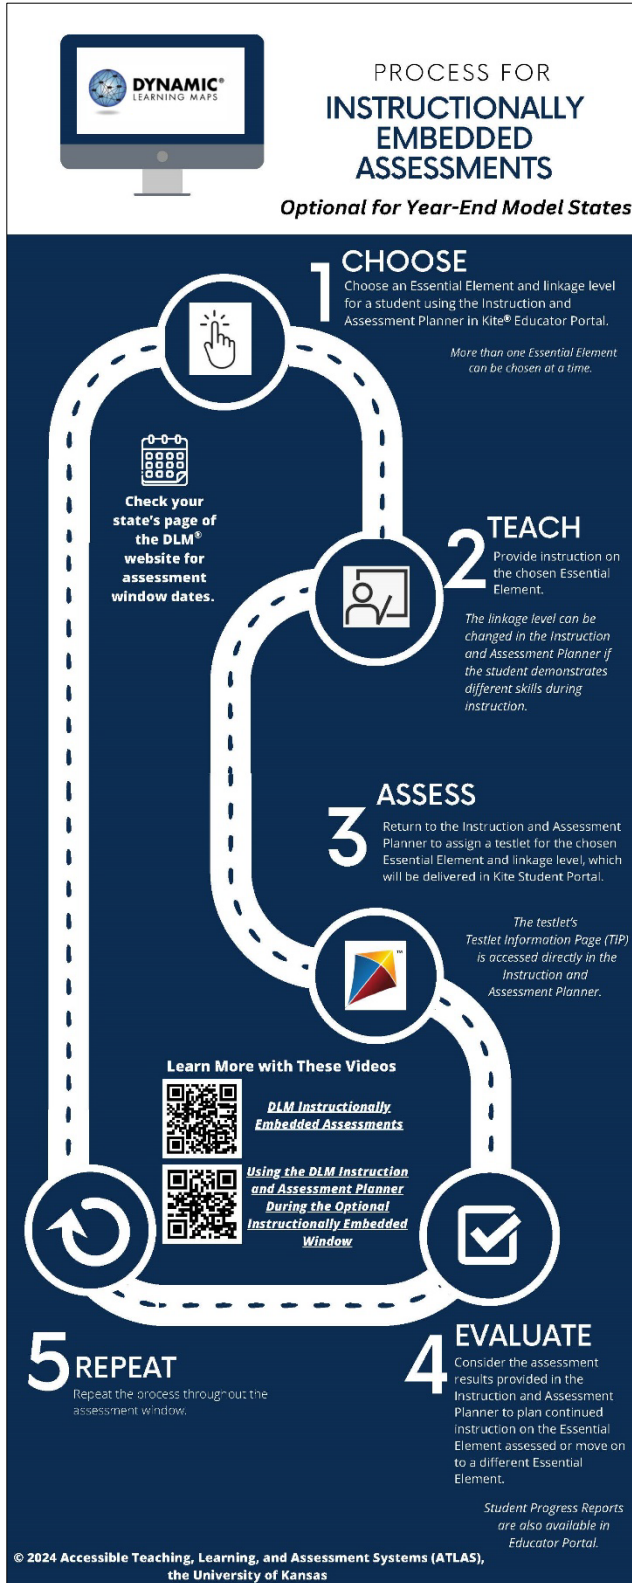 DYNAMIC®
LEARNING MAPS
PROCESS FOR
INSTRUCTIONALLY
EMBEDDED
ASSESSMENTS
Optional for Year-End Model States
1
CHOOSE
Choose an Essential Element and linkage level
for a student using the Instruction and
Assessment Planner in Kite® Educator Portal.
More than one Essential Element
can be chosen at a time.
Check your
state's page of
the DLM®
website for
assessment
window dates.
2
TEACH
Provide instruction on
the chosen Essential
Element.
The linkage level can be
changed in the Instruction
and Assessment Planner if
the student demonstrates
different skills during
instruction.
3
ASSESS
Return to the Instruction and Assessment
Planner to assign a testlet for the chosen
Essential Element and linkage level, which
will be delivered in Kite Student Portal.
The testlet's
Testlet Information Page (TIP)
is accessed directly in the
Instruction and
Assessment Planner.
TM
Learn More with These Videos
DLM Instructionally
Embedded Assessments
Using the DLM Instruction
and Assessment Planner
During the Optional
Instructionally Embedded
Window
4
EVALUATE
Consider the assessment
results provided in the
Instruction and Assessment
Planner to plan continued
instruction on the Essential
Element assessed or move on
to a different Essential
Element.
Student Progress Reports
are also available in
Educator Portal.
5
REPEAT
Repeat the process throughout the
assessment window.
© 2024 Accessible Teaching, Learning, and Assessment Systems (ATLAS),
the University of Kansas